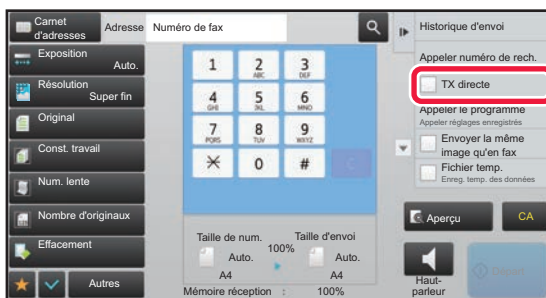 Carnet
d'adresses
Adresse
Numéro de fax
Exposition
Auto.
Résolution
Super fin
Original
Const. travail
Num. lente
Nombre d'originaux
Effacement
Autres
1
2
ABC
3
DEF
4
GHI
5
JKL
6
MNO
7
PQRS
8
TUV
9
WXYZ
0
#
C
Taille de num.
100%
Taille d'envoi
Auto.
Auto.
A4
A4
Mémoire réception : 100%
Historique d'envoi
Appeler numéro de rech.
TX directe
Appeler le programme
Appeler réglages enregistrés
Envoyer la même
image qu'en fax
Fichier temp.
Enreg. temp. des données
Aperçu
CA
Haut-
parleur
Départ